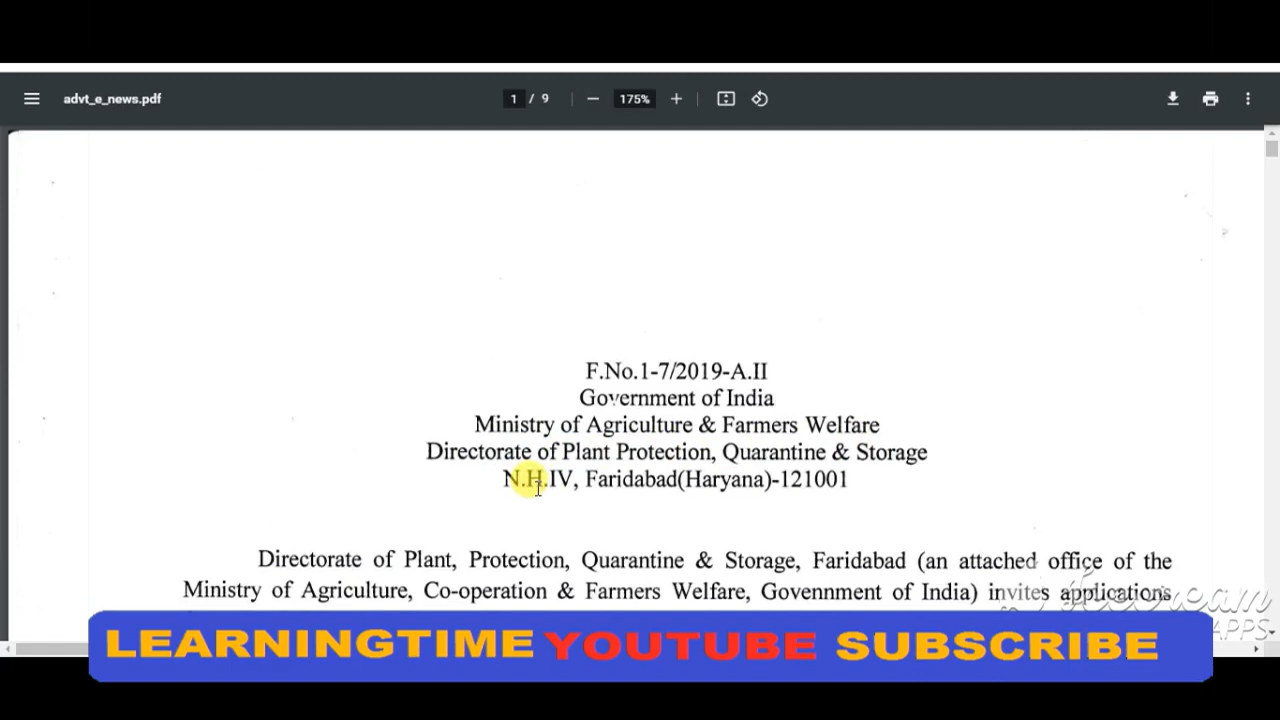 advt_e_news.pdf
1 / 9
175%
F.No.1-7/2019-A.II
Government of India
Ministry of Agriculture & Farmers Welfare
Directorate of Plant Protection, Quarantine & Storage
N.H.IV, Faridabad(Haryana)-121001
Directorate of Plant, Protection, Quarantine & Storage, Faridabad (an attached office of the
Ministry of Agriculture, Co-operation & Farmers Welfare, Governnment of India) invites applications
APPS
LEARNINGTIME YOUTUBE SUBSCRIBE